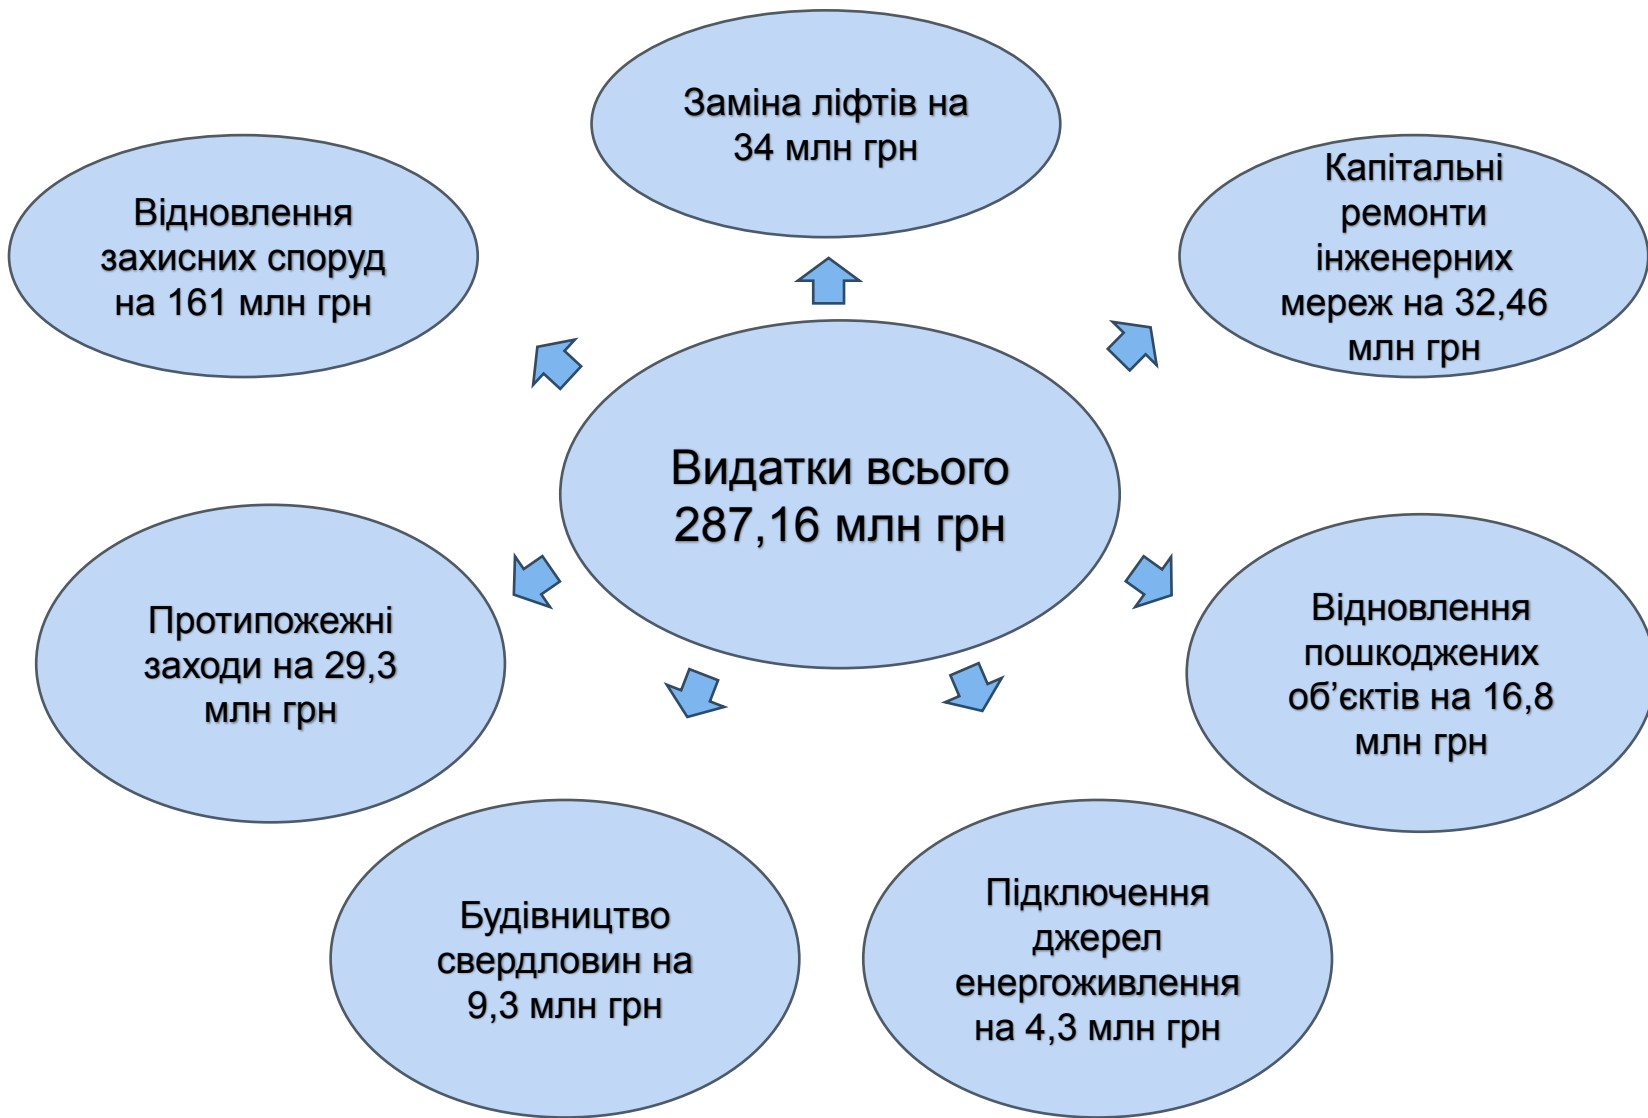 Заміна ліфтів на
34 млн грн
Відновлення
захисних споруд
на 161 млн грн
Капітальні
ремонти
інженерних
мереж на 32,46
млн грн
Видатки всього
287,16 млн грн
Протипожежні
заходи на 29,3
млн грн
Відновлення
пошкоджених
об’єктів на 16,8
млн грн
Будівництво
свердловин на
9,3 млн грн
Підключення
джерел
енергоживлення
на 4,3 млн грн